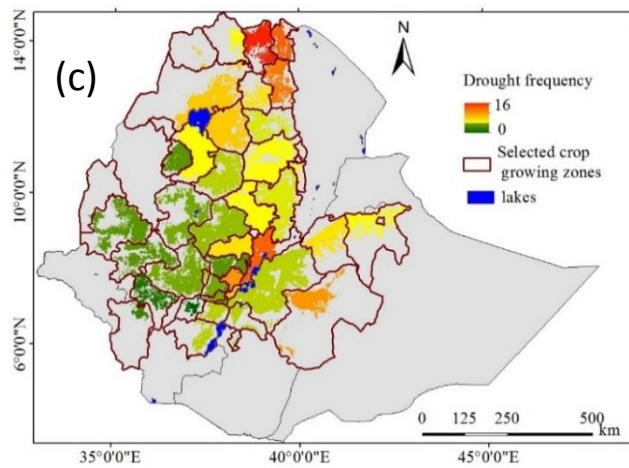 (c)
N
14°0'0"N
10°0'0"N
6°0'0"N
Drought frequency
16
0
Selected crop
growing zones
lakes
0 125 250 500
km
35°0'0"E 40°0'0"E 45°0'0"E